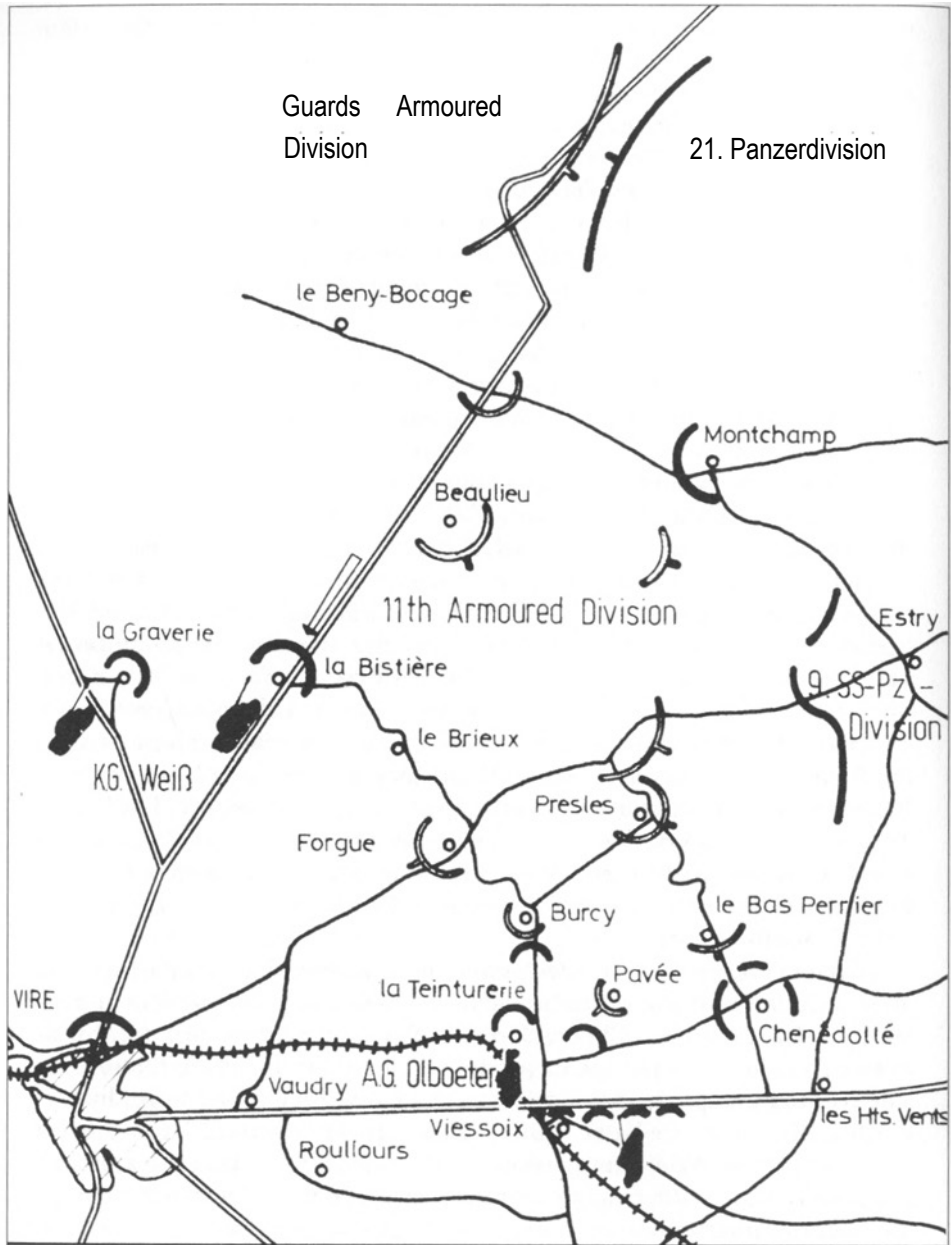 Guards Armoured
Division
21. Panzerdivision
le Beny-Bocage
Montchamp
Beaulieu
11th Armoured Division
Estry
la Graverie
la Bistière
9. SS-Pz.-
Division
le Brieux
KG. Weiß
Presles
Forgue
Burcy
le Bas Perrier
Pavée
la Teinturerie
VIRE
Chenédollé
A.G. Olboeter
Vaudry
les Hts. Vents
Viessoix
Roullours